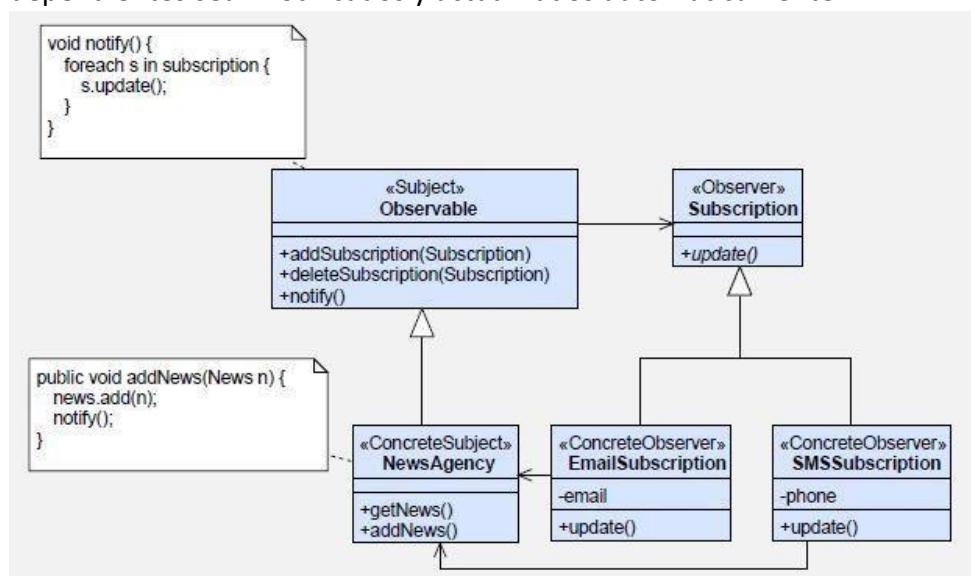 void notify() {
foreach s in subscription {
s.update();
}
}
«Subject»
Observable
+addSubscription(Subscription)
+deleteSubscription(Subscription)
+notify()
«Observer»
Subscription
+update()
public void addNews(News n) {
news.add(n);
notify();
}
«ConcreteSubject»
NewsAgency
+getNews()
+addNews()
«ConcreteObserver»
EmailSubscription
-email
+update()
«ConcreteObserver»
SMSSubscription
-phone
+update()